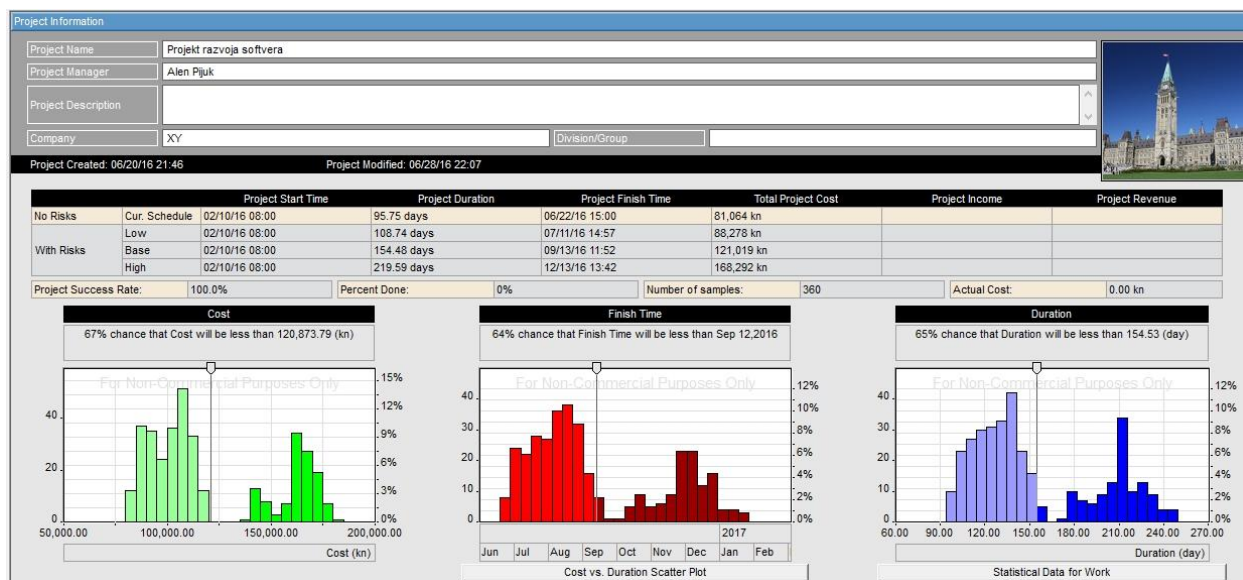 Project Information
Project Name Projekt razvoja softvera
Project Manager Alen Pijuk
Project Description
Company XY Division/Group
Project Created: 06/20/16 21:46 Project Modified: 06/28/16 22:07
Project Start Time Project Duration Project Finish Time Total Project Cost Project Income Project Revenue
No Risks Cur. Schedule 02/10/16 08:00 95.75 days 06/22/16 15:00 81,064 kn
Low 02/10/16 08:00 108.74 days 07/11/16 14:57 88,278 kn
With Risks Base 02/10/16 08:00 154.48 days 09/13/16 11:52 121,019 kn
High 02/10/16 08:00 219.59 days 12/13/16 13:42 168,292 kn
Project Success Rate: 100.0% Percent Done: 0% Number of samples: 360 Actual Cost: 0.00 kn
Cost
67% chance that Cost will be less than 120,873.79 (kn)
For Non-Commercial Purposes Only
40
20
0
15%
12%
9%
6%
3%
0%
50,000.00 100,000.00 150,000.00 200,000.00
Cost (kn)
Finish Time
64% chance that Finish Time will be less than Sep 12,2016
For Non-Commercial Purposes Only
40
30
20
10
0
12%
10%
8%
6%
4%
2%
0%
2017
Jun Jul Aug Sep Oct Nov Dec Jan Feb
Cost vs. Duration Scatter Plot
Duration
65% chance that Duration will be less than 154.53 (day)
For Non-Commercial Purposes Only
40
30
20
10
0
12%
10%
8%
6%
4%
2%
0%
60.00 90.00 120.00 150.00 180.00 210.00 240.00 270.00
Duration (day)
Statistical Data for Work